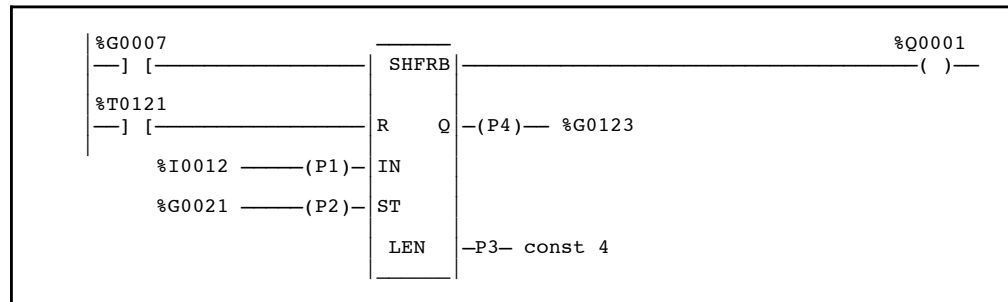 %G0007 %Q0001
] [ SHFRB ( )
%T0121
] [ R Q (P4) %G0123
%I0012 (P1) IN
%G0021 (P2) ST
LEN P3 const 4